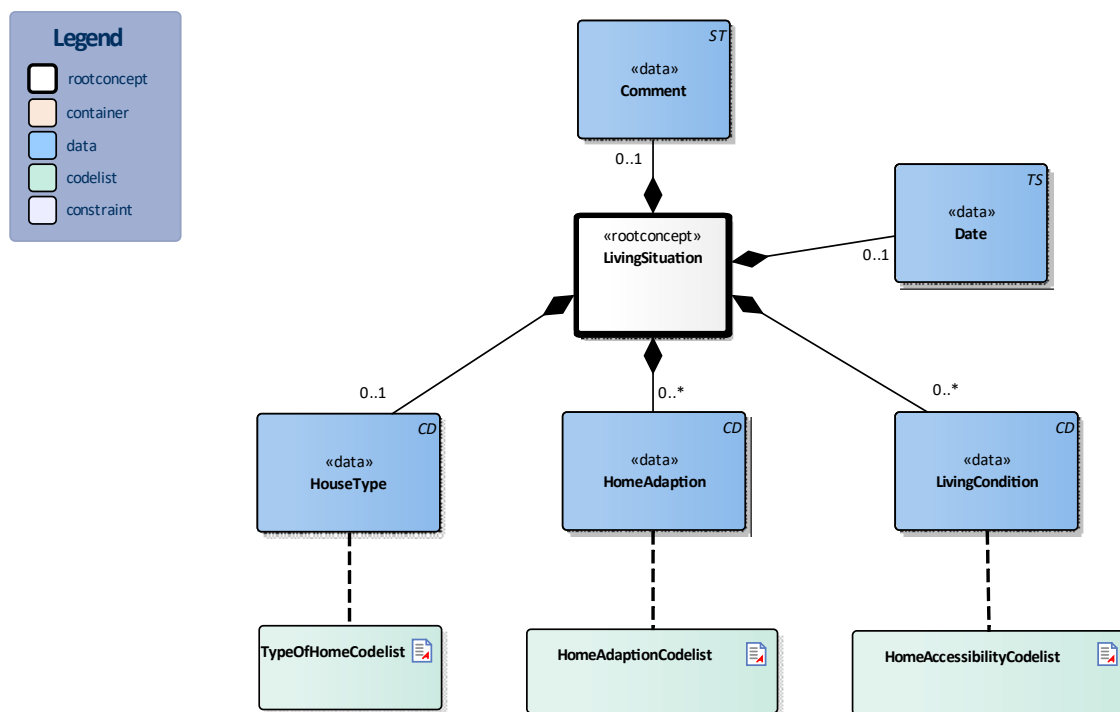 Legend
rootconcept
container
data
codelist
constraint
ST
«data»
Comment
0..1
TS
«data»
Date
0..1
«rootconcept»
LivingSituation
0..1
0..*
0..*
CD
«data»
HouseType
CD
«data»
HomeAdaption
CD
«data»
LivingCondition
TypeOfHomeCodelist
HomeAdaptionCodelist
HomeAccessibilityCodelist